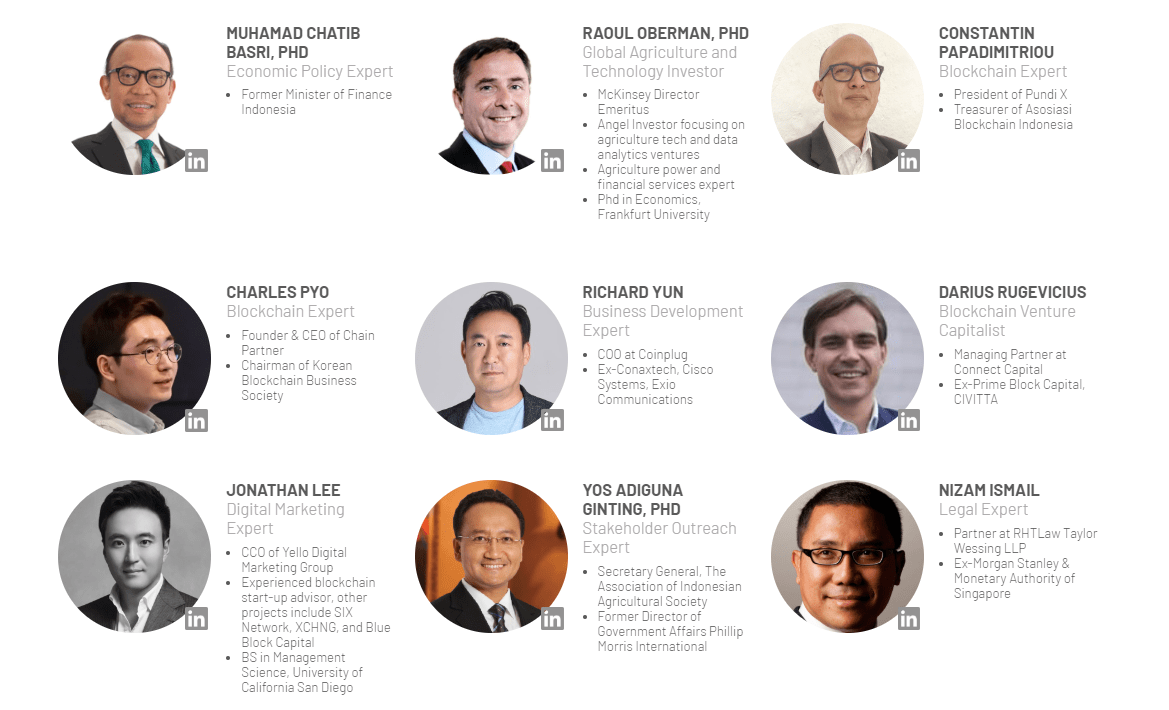 MUHAMAD CHATIB
BASRI, PHD
Economic Policy Expert
Former Minister of Finance
Indonesia
in
RAOUL OBERMAN, PHD
Global Agriculture and
Technology Investor
McKinsey Director
Emeritus
Angel Investor focusing on
agriculture tech and data
analytics ventures
Agriculture power and
financial services expert
Phd in Economics,
Frankfurt University
in
CONSTANTIN
PAPADIMITRIOU
Blockchain Expert
President of Pundi X
Treasurer of Asosiasi
Blockchain Indonesia
in
CHARLES PYO
Blockchain Expert
Founder & CEO of Chain
Partner
Chairman of Korean
Blockchain Business
Society
in
RICHARD YUN
Business Development
Expert
COO at Coinplug
Ex-Conaxtech, Cisco
Systems, Exio
Communications
in
DARIUS RUGEVICIUS
Blockchain Venture
Capitalist
Managing Partner at
Connect Capital
Ex-Prime Block Capital,
CIVITTA
in
JONATHAN LEE
Digital Marketing
Expert
CCO of Yello Digital
Marketing Group
Experienced blockchain
start-up advisor, other
projects include SIX
Network, XCHNG, and Blue
Block Capital
BS in Management
Science, University of
California San Diego
in
YOS ADIGUNA
GINTING, PHD
Stakeholder Outreach
Expert
Secretary General, The
Association of Indonesian
Agricultural Society
Former Director of
Government Affairs Phillip
Morris International
in
NIZAM ISMAIL
Legal Expert
Partner at RHTLaw Taylor
Wessing LLP
Ex-Morgan Stanley &
Monetary Authority of
Singapore
in